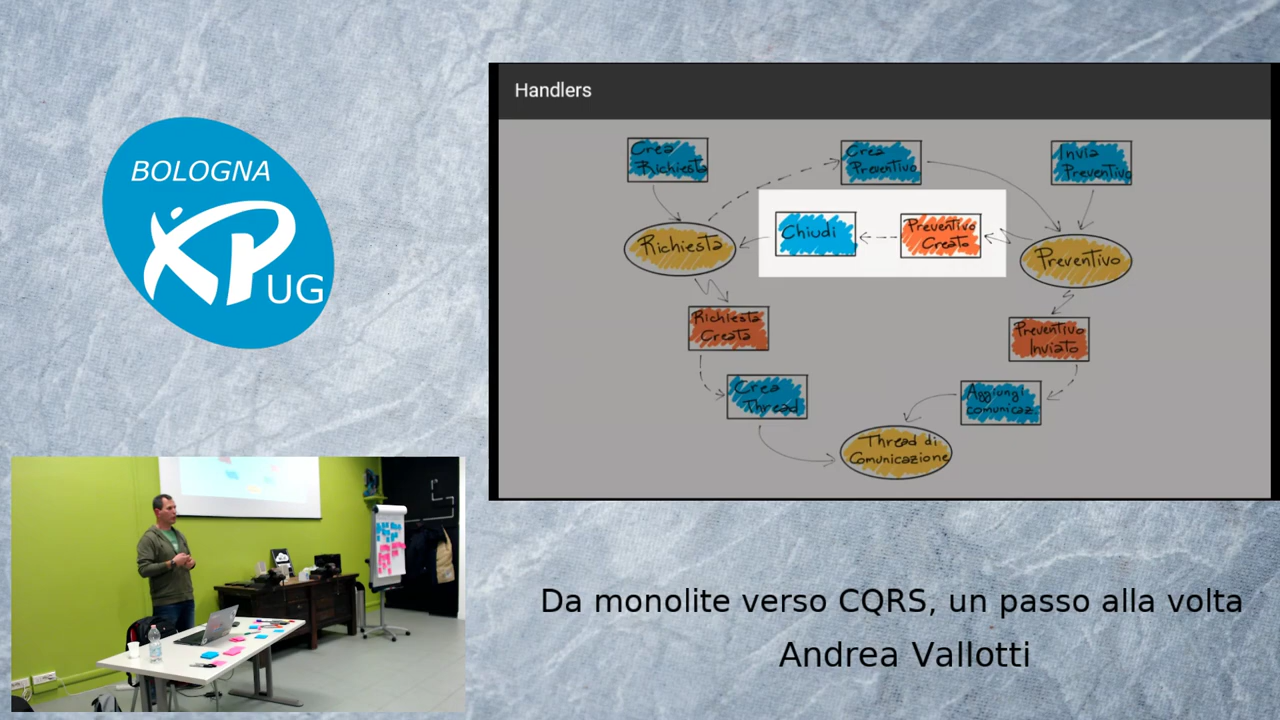 BOLOGNA
XP
UG
Handlers
Crea
Richiesta
Crea
Preventivo
Invia
Preventivo
Richiesta
Chiudi
Preventivo
Creato
Preventivo
Richiesta
Creata
Preventivo
Inviato
Crea
Thread
Aggiungi
comunicaz
Thread di
Comunicazione
Da monolite verso CQRS, un passo alla volta
Andrea Vallotti